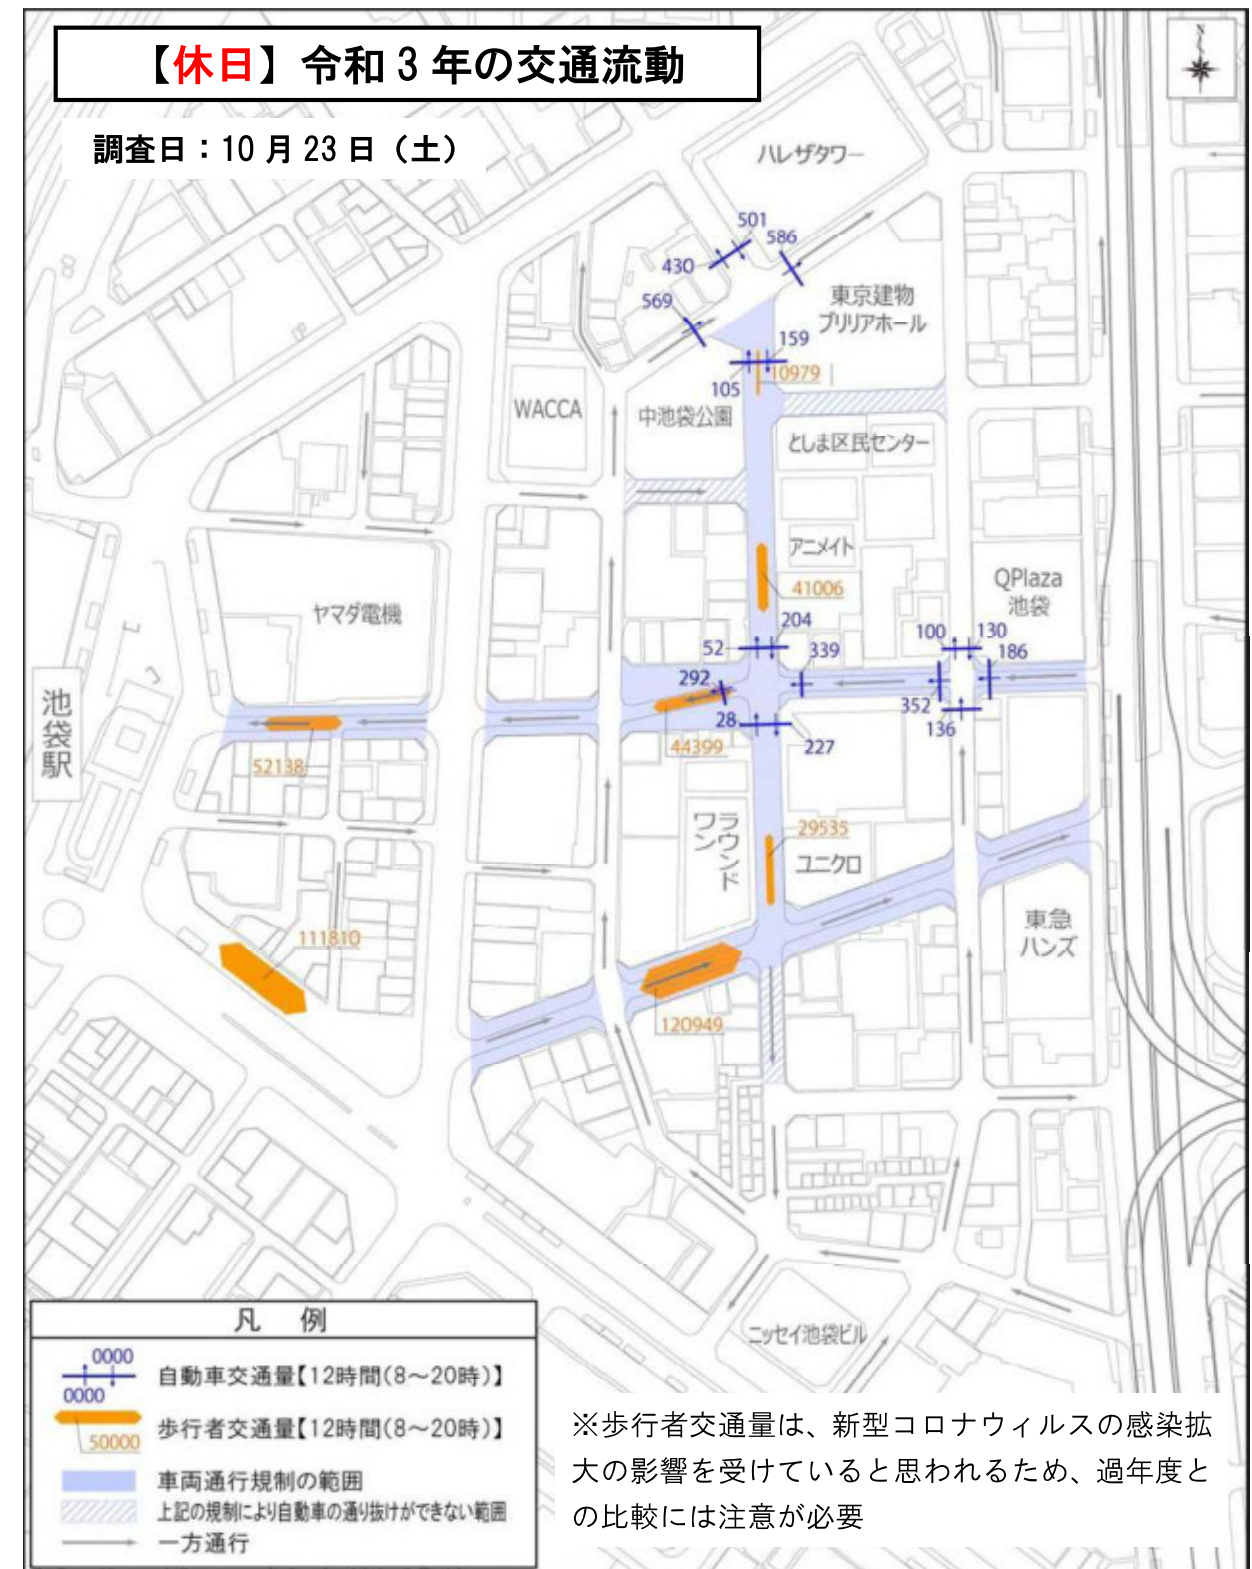 【休日】令和3年の交通流動
調査日：10月23日（土）
N
ハレザタワー
501
586
430
569
東京建物
ブリリアホール
159
10979
105
WACCA
中池袋公園
としま区民センター
アニメイト
41006
QPlaza
池袋
ヤマダ電機
204
52
339
100
130
186
292
352
136
28
227
44399
池袋駅
52138
ラウンド
ワン
29535
ユニクロ
東急
ハンズ
111810
120949
ニッセイ池袋ビル
凡 例
0000
0000
自動車交通量【12時間(8～20時)】
50000
歩行者交通量【12時間(8～20時)】
車両通行規制の範囲
上記の規制により自動車の通り抜けができない範囲
一方通行
※歩行者交通量は、新型コロナウィルスの感染拡
大の影響を受けていると思われるため、過年度と
の比較には注意が必要